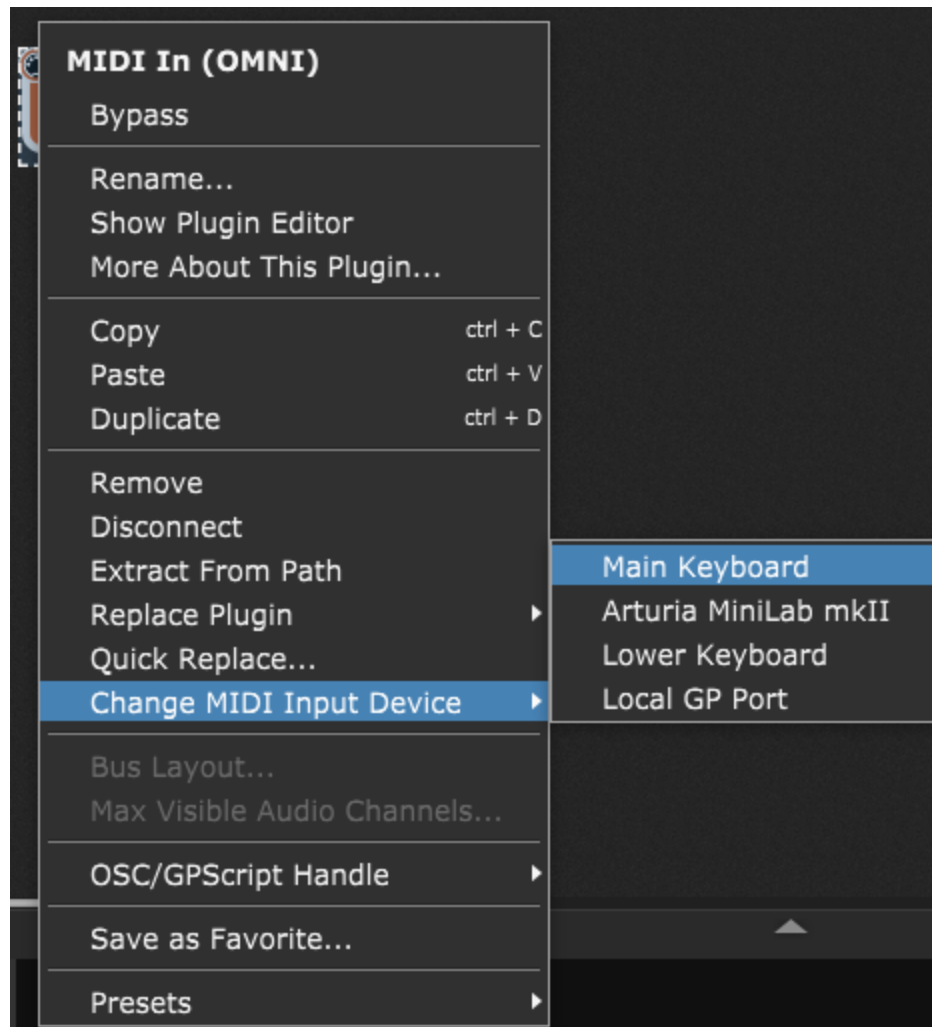 MIDI In (OMNI)
Bypass
Rename...
Show Plugin Editor
More About This Plugin...
Copy ctrl + C
Paste ctrl + V
Duplicate ctrl + D
Remove
Disconnect
Extract From Path
Replace Plugin
Quick Replace...
Change MIDI Input Device
Main Keyboard
Arturia MiniLab mkII
Lower Keyboard
Local GP Port
Bus Layout...
Max Visible Audio Channels...
OSC/GPScript Handle
Save as Favorite...
Presets